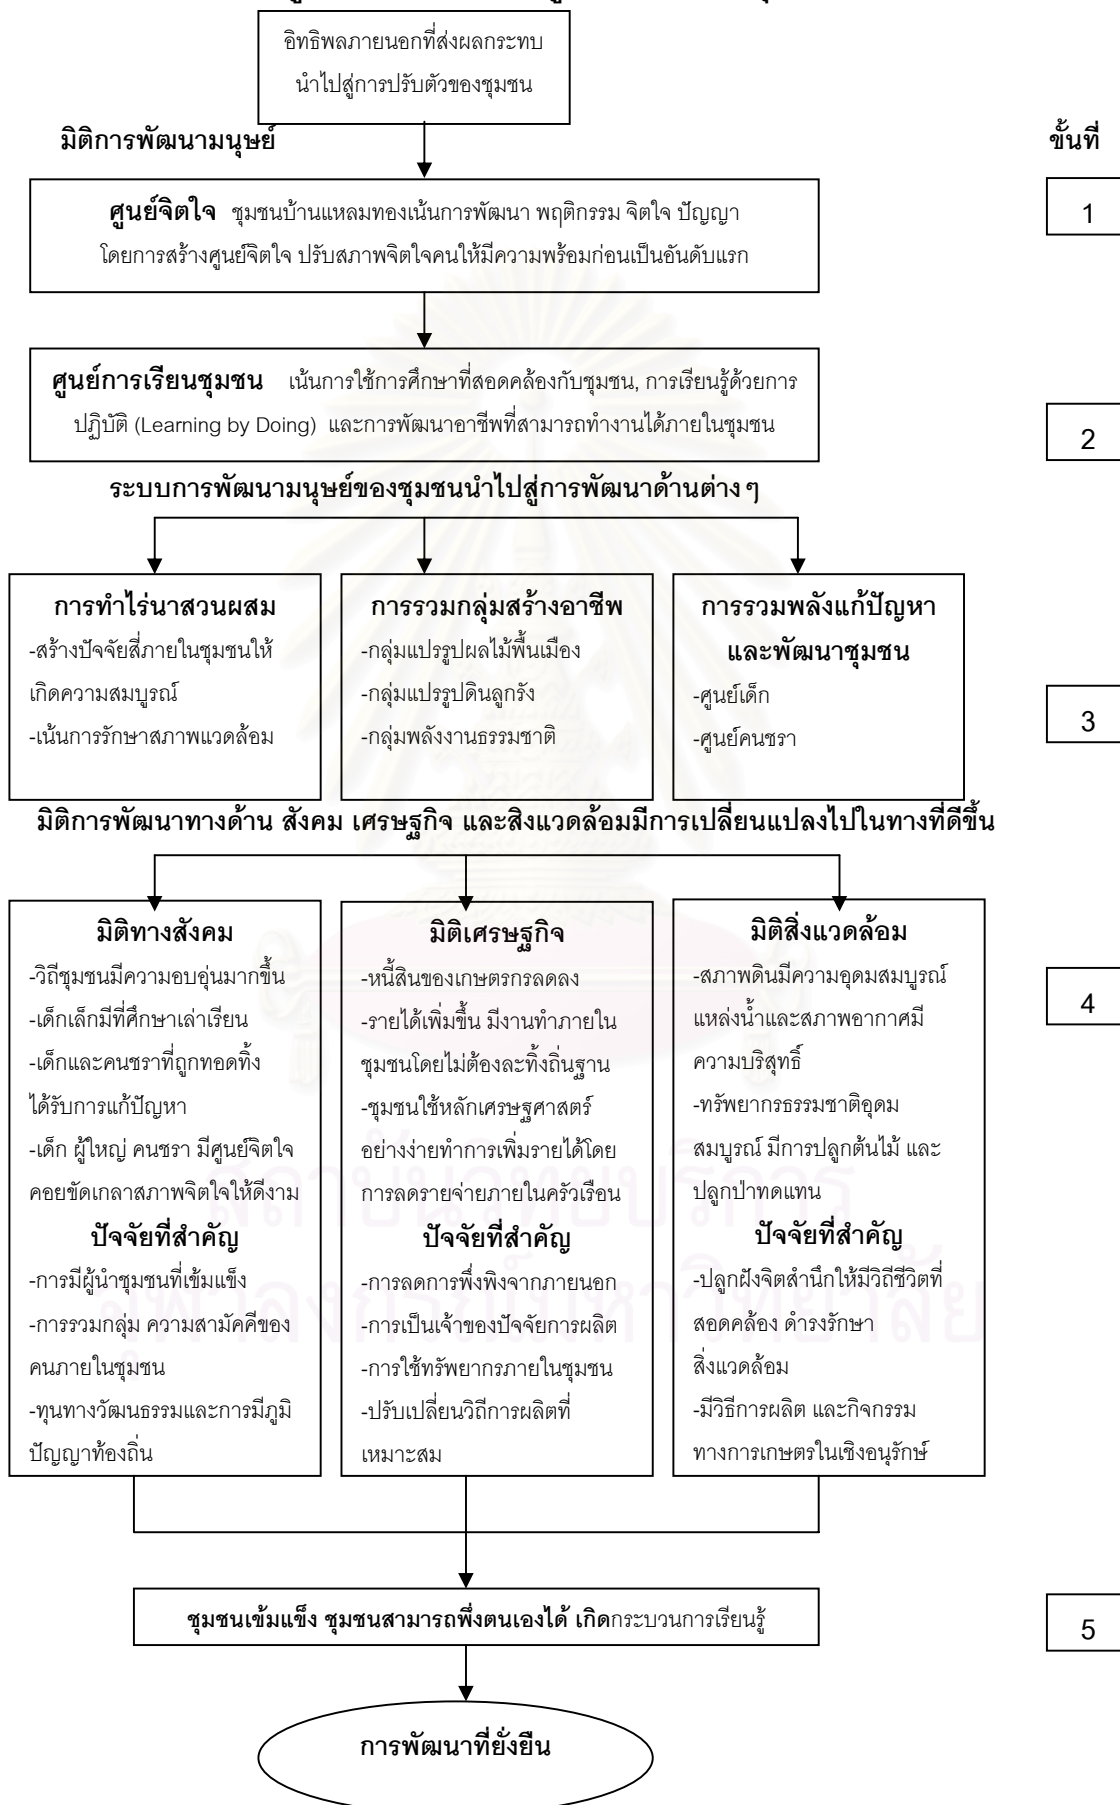 อิทธิพลภายนอกที่ส่งผลกระทบ
นำไปสู่การปรับตัวของชุมชน
มิติการพัฒนามนุษย์
ขั้นที่
ศูนย์จิตใจ ชุมชนบ้านแหลมทองเน้นการพัฒนา พฤติกรรม จิตใจ ปัญญา
โดยการสร้างศูนย์จิตใจ ปรับสภาพจิตใจคนให้มีความพร้อมก่อนเป็นอันดับแรก
1
ศูนย์การเรียนชุมชน เน้นการใช้การศึกษาที่สอดคล้องกับชุมชน, การเรียนรู้ด้วยการ
ปฏิบัติ (Learning by Doing) และการพัฒนาอาชีพที่สามารถทำงานได้ภายในชุมชน
2
ระบบการพัฒนามนุษย์ของชุมชนนำไปสู่การพัฒนาด้านต่างๆ
การทำไร่นาสวนผสม
-สร้างปัจจัยสี่ภายในชุมชนให้
เกิดความสมบูรณ์
-เน้นการรักษาสภาพแวดล้อม
การรวมกลุ่มสร้างอาชีพ
-กลุ่มแปรรูปผลไม้พื้นเมือง
-กลุ่มแปรรูปดินลูกรัง
-กลุ่มพลังงานธรรมชาติ
การรวมพลังแก้ปัญหา
และพัฒนาชุมชน
-ศูนย์เด็ก
-ศูนย์คนชรา
3
มิติการพัฒนาทางด้าน สังคม เศรษฐกิจ และสิ่งแวดล้อมมีการเปลี่ยนแปลงไปในทางที่ดีขึ้น
มิติทางสังคม
-วิถีชุมชนมีความอบอุ่นมากขึ้น
-เด็กเล็กมีที่ศึกษาเล่าเรียน
-เด็กและคนชราที่ถูกทอดทิ้ง
ได้รับการแก้ปัญหา
-เด็ก ผู้ใหญ่ คนชรา มีศูนย์จิตใจ
คอยขัดเกลาสภาพจิตใจให้ดีงาม
ปัจจัยที่สำคัญ
-การมีผู้นำชุมชนที่เข้มแข็ง
-การรวมกลุ่ม ความสามัคคีของ
คนภายในชุมชน
-ทุนทางวัฒนธรรมและการมีภูมิ
ปัญญาท้องถิ่น
มิติเศรษฐกิจ
-หนี้สินของเกษตรกรลดลง
-รายได้เพิ่มขึ้น มีงานทำภายใน
ชุมชนโดยไม่ต้องละทิ้งถิ่นฐาน
-ชุมชนใช้หลักเศรษฐศาสตร์
อย่างง่ายทำการเพิ่มรายได้โดย
การลดรายจ่ายภายในครัวเรือน
ปัจจัยที่สำคัญ
-การลดการพึ่งพิงจากภายนอก
-การเป็นเจ้าของปัจจัยการผลิต
-การใช้ทรัพยากรภายในชุมชน
-ปรับเปลี่ยนวิถีการผลิตที่
เหมาะสม
มิติสิ่งแวดล้อม
-สภาพดินมีความอุดมสมบูรณ์
แหล่งน้ำและสภาพอากาศมี
ความบริสุทธิ์
-ทรัพยากรธรรมชาติอุดม
สมบูรณ์ มีการปลูกต้นไม้ และ
ปลูกป่าทดแทน
ปัจจัยที่สำคัญ
-ปลูกฝังจิตสำนึกให้มีวิถีชีวิตที่
สอดคล้อง ดำรงรักษา
สิ่งแวดล้อม
-มีวิธีการผลิต และกิจกรรม
ทางการเกษตรในเชิงอนุรักษ์
4
สถาบันวิทยบริการ
จุฬาลงกรณ์มหาวิทยาลัย
ชุมชนเข้มแข็ง ชุมชนสามารถพึ่งตนเองได้ เกิดกระบวนการเรียนรู้
5
การพัฒนาที่ยั่งยืน